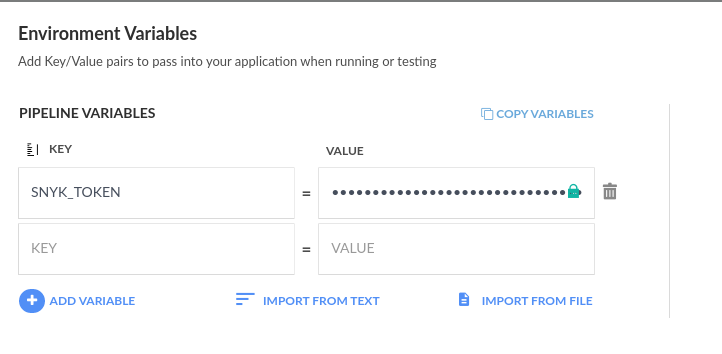 Environment Variables
Add Key/Value pairs to pass into your application when running or testing
PIPELINE VARIABLES
COPY VARIABLES
KEY
VALUE
SNYK_TOKEN = ••••••••••••••••••••••••••••••
KEY = VALUE
ADD VARIABLE
IMPORT FROM TEXT
IMPORT FROM FILE